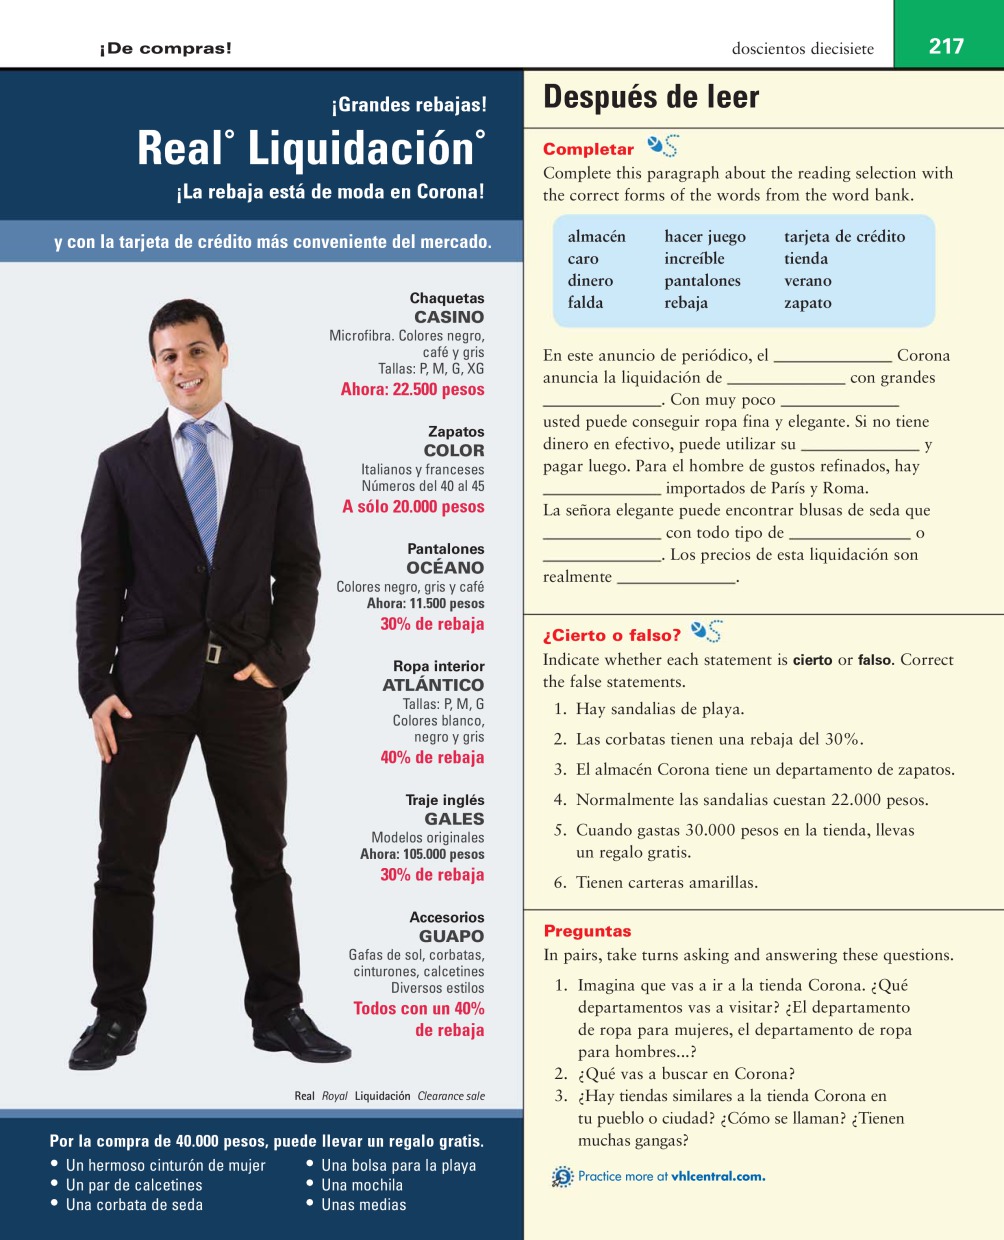 ¡De compras!
doscientos diecisiete
217
¡Grandes rebajas!
Real° Liquidación°
¡La rebaja está de moda en Corona!
y con la tarjeta de crédito más conveniente del mercado.
Chaquetas
CASINO
Microfibra. Colores negro,
café y gris
Tallas: P, M, G, XG
Ahora: 22.500 pesos
Zapatos
COLOR
Italianos y franceses
Números del 40 al 45
A sólo 20.000 pesos
Pantalones
OCÉANO
Colores negro, gris y café
Ahora: 11.500 pesos
30% de rebaja
Ropa interior
ATLÁNTICO
Tallas: P, M, G
Colores blanco,
negro y gris
40% de rebaja
Traje inglés
GALES
Modelos originales
Ahora: 105.000 pesos
30% de rebaja
Accesorios
GUAPO
Gafas de sol, corbatas,
cinturones, calcetines
Diversos estilos
Todos con un 40%
de rebaja
Real Royal Liquidación Clearance sale
Por la compra de 40.000 pesos, puede llevar un regalo gratis.
• Un hermoso cinturón de mujer
• Un par de calcetines
• Una corbata de seda
• Una bolsa para la playa
• Una mochila
• Unas medias
Después de leer
Completar
Complete this paragraph about the reading selection with
the correct forms of the words from the word bank.
almacén hacer juego tarjeta de crédito
caro increíble tienda
dinero pantalones verano
falda rebaja zapato
En este anuncio de periódico, el ____________ Corona
anuncia la liquidación de ____________ con grandes
____________. Con muy poco ____________
usted puede conseguir ropa fina y elegante. Si no tiene
dinero en efectivo, puede utilizar su ____________ y
pagar luego. Para el hombre de gustos refinados, hay
____________ importados de París y Roma.
La señora elegante puede encontrar blusas de seda que
____________ con todo tipo de ____________ o
____________. Los precios de esta liquidación son
realmente ____________.
¿Cierto o falso?
Indicate whether each statement is cierto or falso. Correct
the false statements.
1. Hay sandalias de playa.
2. Las corbatas tienen una rebaja del 30%.
3. El almacén Corona tiene un departamento de zapatos.
4. Normalmente las sandalias cuestan 22.000 pesos.
5. Cuando gastas 30.000 pesos en la tienda, llevas
un regalo gratis.
6. Tienen carteras amarillas.
Preguntas
In pairs, take turns asking and answering these questions.
1. Imagina que vas a ir a la tienda Corona. ¿Qué
departamentos vas a visitar? ¿El departamento
de ropa para mujeres, el departamento de ropa
para hombres...?
2. ¿Qué vas a buscar en Corona?
3. ¿Hay tiendas similares a la tienda Corona en
tu pueblo o ciudad? ¿Cómo se llaman? ¿Tienen
muchas gangas?
S Practice more at vhlcentral.com.